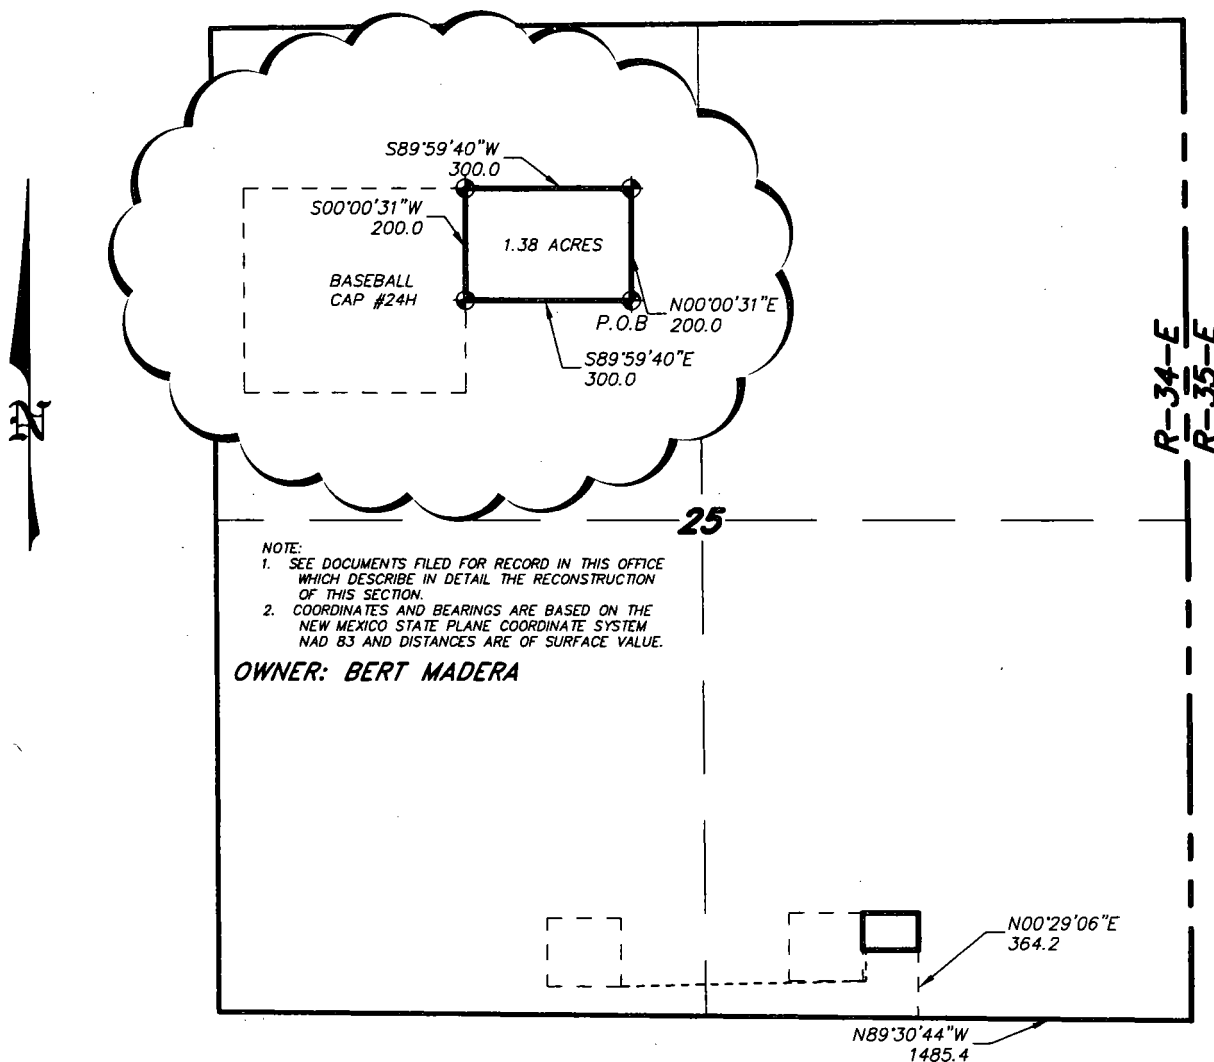 S89°59'40"W
300.0
S00°00'31"W
200.0
1.38 ACRES
BASEBALL
CAP #24H
N00°00'31"E
200.0
P.O.B
S89°59'40"E
300.0
R-34-E
R-35-E
N
25
NOTE:
1. SEE DOCUMENTS FILED FOR RECORD IN THIS OFFICE
WHICH DESCRIBE IN DETAIL THE RECONSTRUCTION
OF THIS SECTION.
2. COORDINATES AND BEARINGS ARE BASED ON THE
NEW MEXICO STATE PLANE COORDINATE SYSTEM
NAD 83 AND DISTANCES ARE OF SURFACE VALUE.
OWNER: BERT MADERA
N00°29'06"E
364.2
N89°30'44"W
1485.4